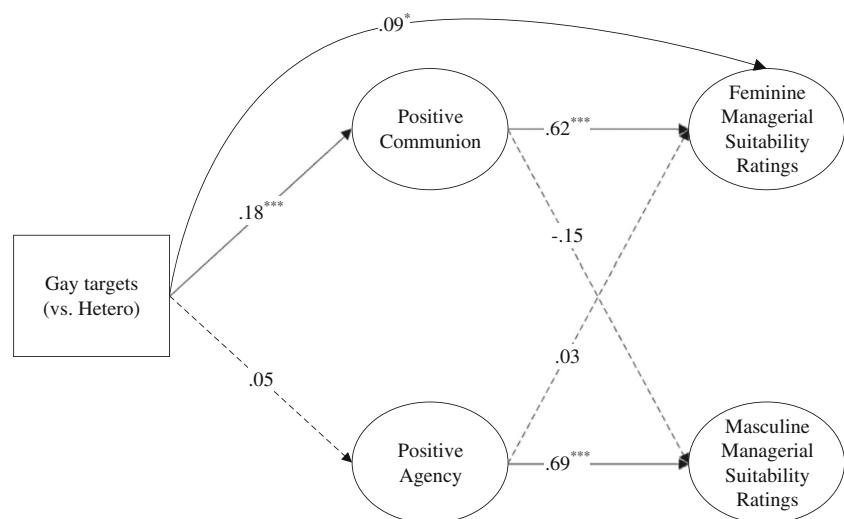 .09*
Positive
Communion
.62***
Feminine
Managerial
Suitability
Ratings
.18***
-.15
Gay targets
(vs. Hetero)
.05
.03
Positive
Agency
.69***
Masculine
Managerial
Suitability
Ratings